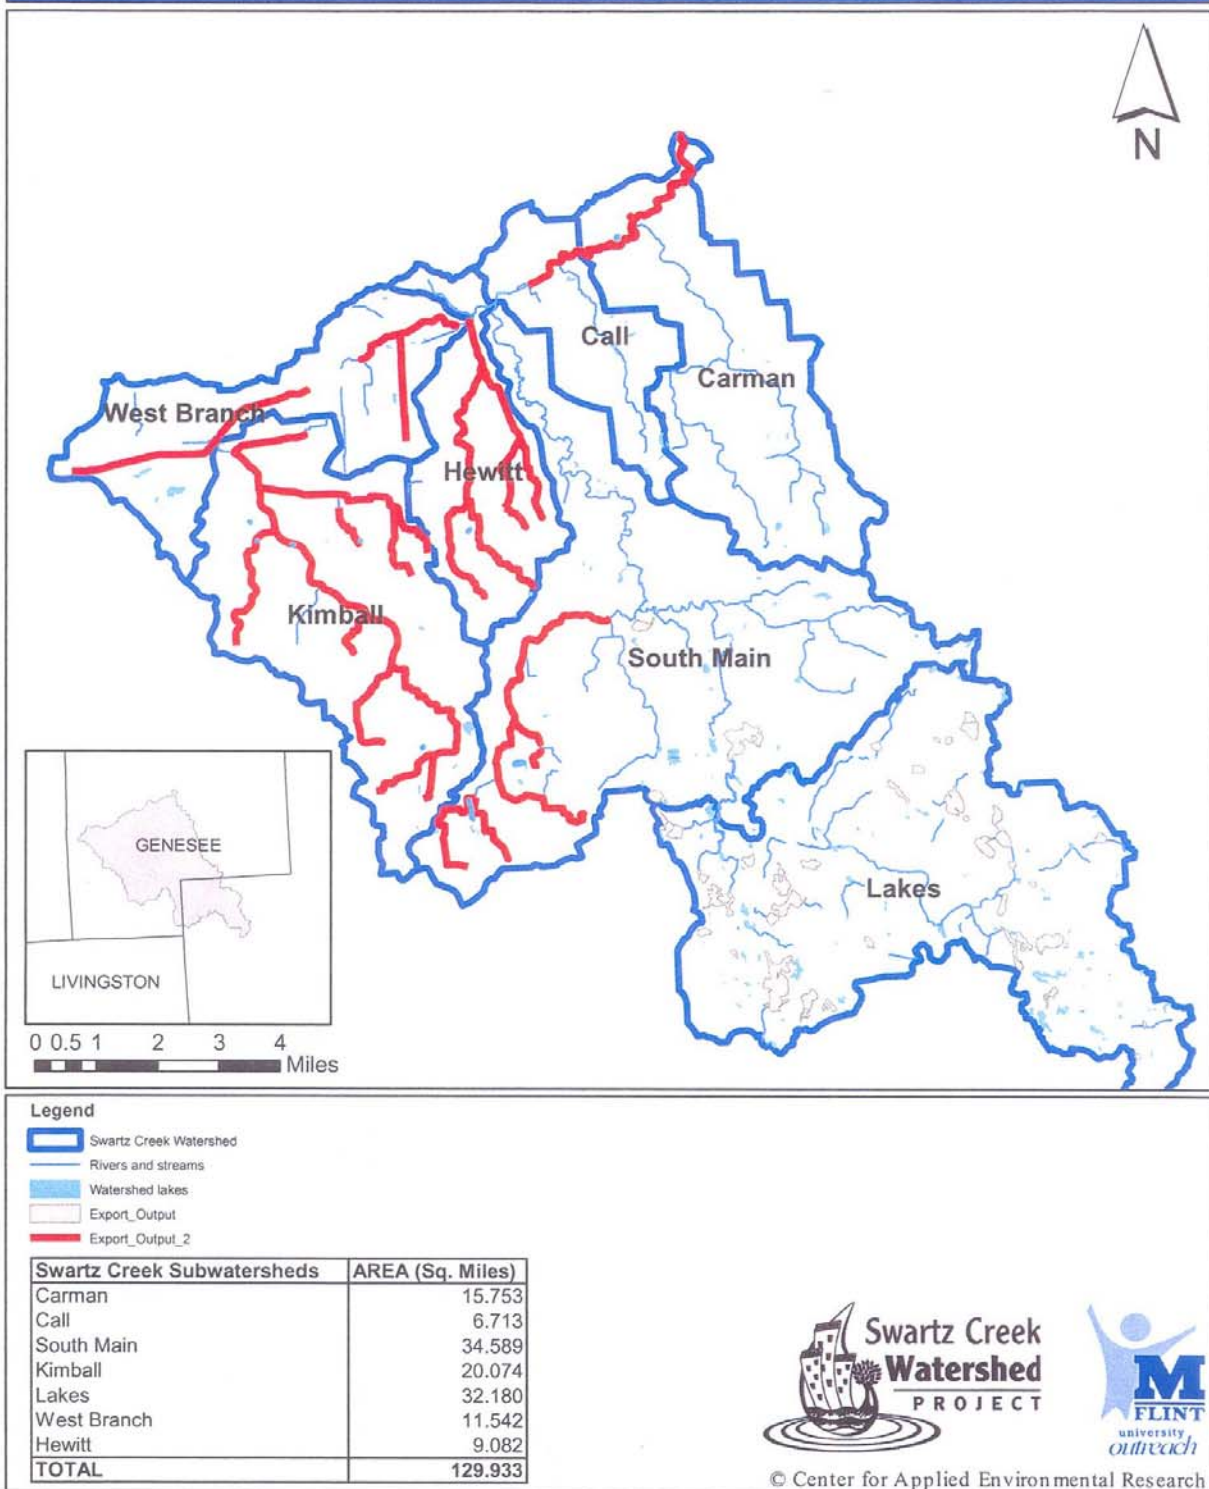 N
Call
Carman
West Branch
Hewitt
Kimball
South Main
Lakes
GENESEE
LIVINGSTON
0 0.5 1 2 3 4
Miles
Legend
Swartz Creek Watershed
Rivers and streams
Watershed lakes
Export_Output
Export_Output_2
Swartz Creek Subwatersheds AREA (Sq. Miles)
Carman 15.753
Call 6.713
South Main 34.589
Kimball 20.074
Lakes 32.180
West Branch 11.542
Hewitt 9.082
TOTAL 129.933
Swartz Creek
Watershed
PROJECT
M
FLINT
university
outreach
© Center for Applied Environmental Research